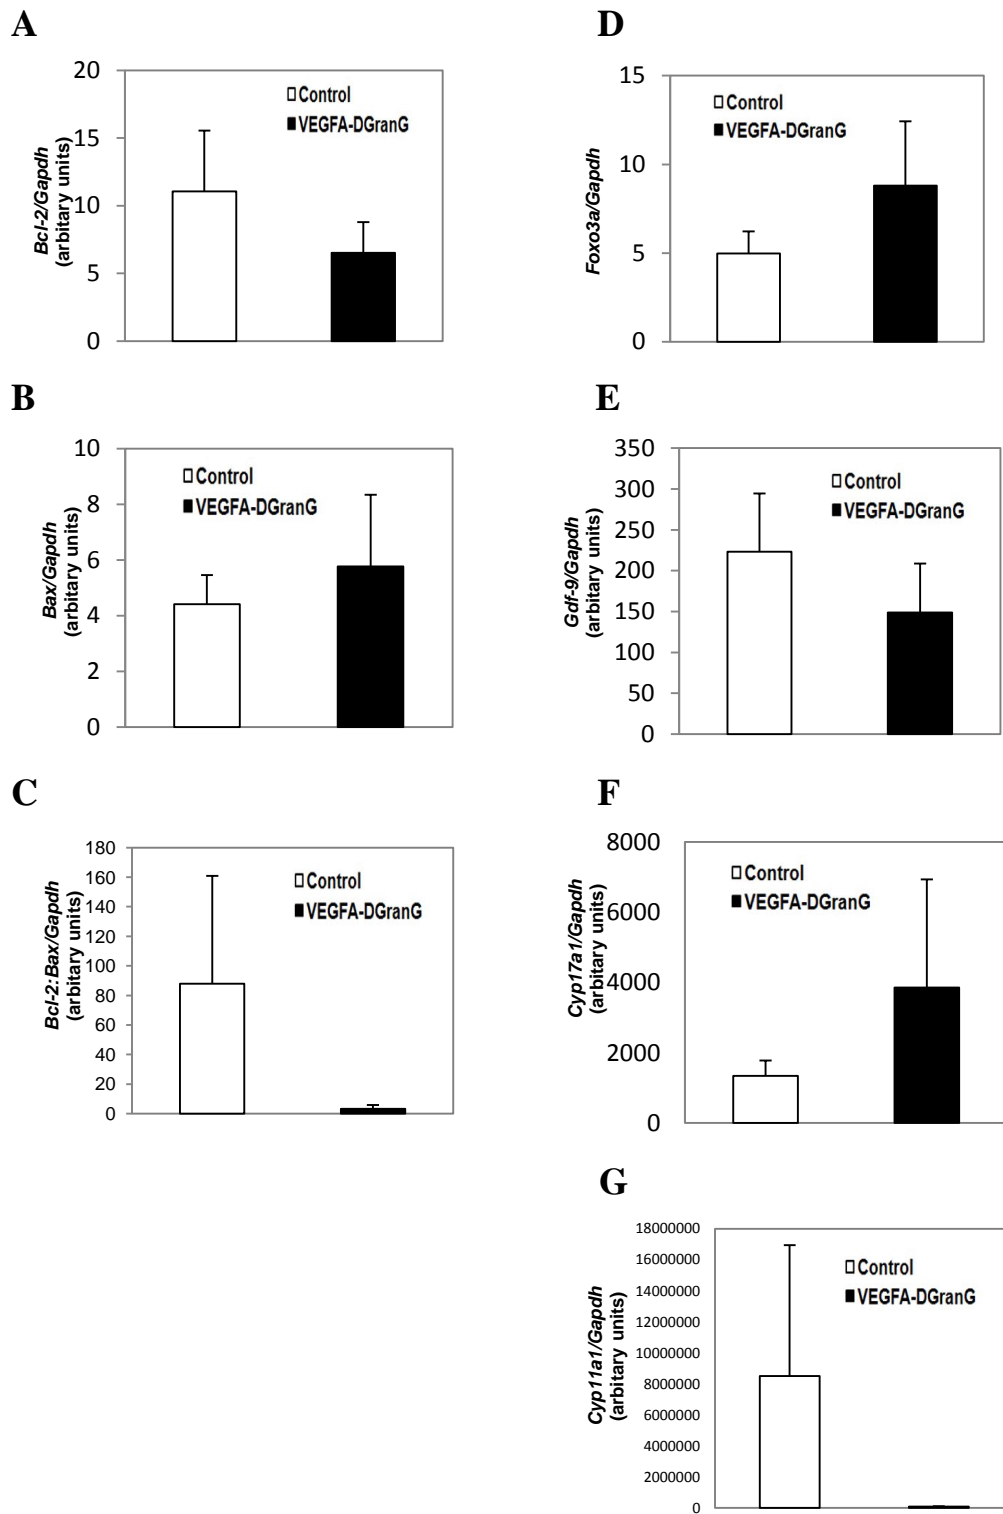 A
20
15
10
5
0
Bcl-2/Gapdh
(arbitary units)
Control
VEGFA-DGranG
B
10
8
6
4
2
0
Bax/Gapdh
(arbitary units)
Control
VEGFA-DGranG
C
180
160
140
120
100
80
60
40
20
0
Bcl-2:Bax/Gapdh
(arbitary units)
Control
VEGFA-DGranG
D
15
10
5
0
Foxo3a/Gapdh
Control
VEGFA-DGranG
E
350
300
250
200
150
100
50
0
Gdf-9/Gapdh
(arbitary units)
Control
VEGFA-DGranG
F
8000
6000
4000
2000
0
Cyp17a1/Gapdh
(arbitary units)
Control
VEGFA-DGranG
G
18000000
16000000
14000000
12000000
10000000
8000000
6000000
4000000
2000000
0
Cyp11a1/Gapdh
(arbitary units)
Control
VEGFA-DGranG